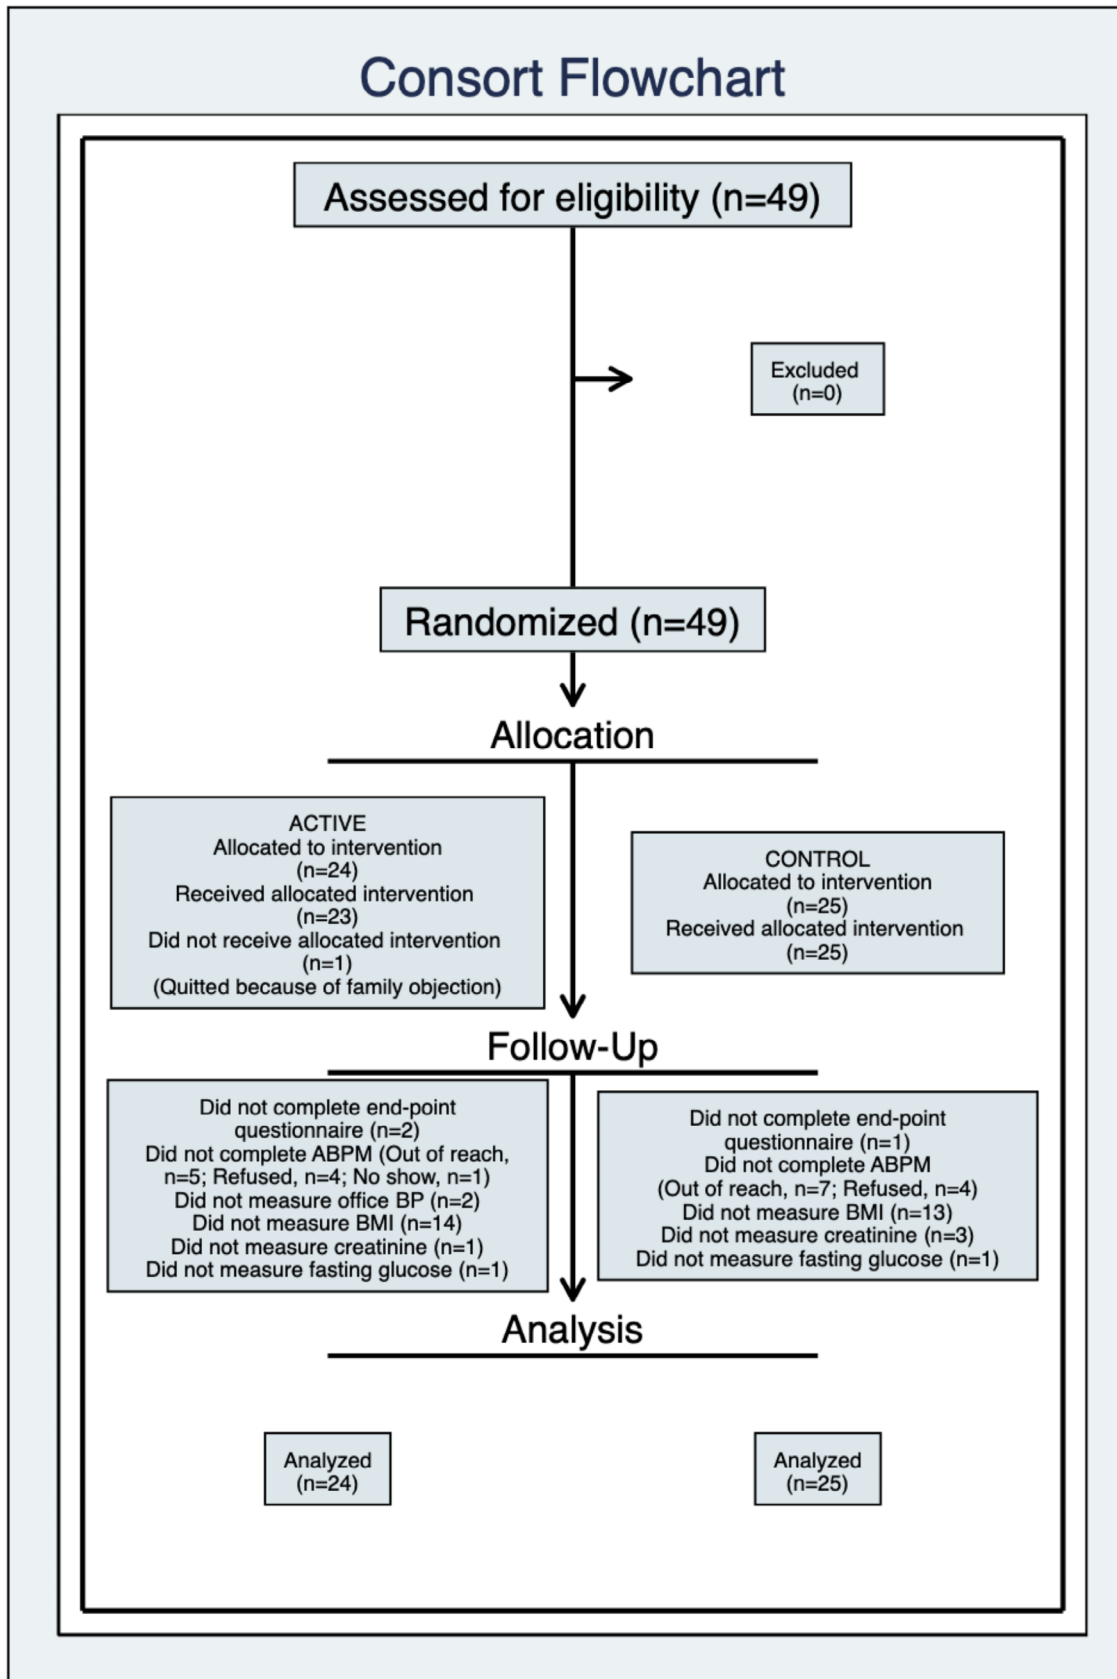 Consort Flowchart
Assessed for eligibility (n=49)
Excluded
(n=0)
Randomized (n=49)
Allocation
ACTIVE
Allocated to intervention
(n=24)
Received allocated intervention
(n=23)
Did not receive allocated intervention
(n=1)
(Quitted because of family objection)
CONTROL
Allocated to intervention
(n=25)
Received allocated intervention
(n=25)
Follow-Up
Did not complete end-point
questionnaire (n=2)
Did not complete ABPM (Out of reach,
n=5; Refused, n=4; No show, n=1)
Did not measure office BP (n=2)
Did not measure BMI (n=14)
Did not measure creatinine (n=1)
Did not measure fasting glucose (n=1)
Did not complete end-point
questionnaire (n=1)
Did not complete ABPM
(Out of reach, n=7; Refused, n=4)
Did not measure BMI (n=13)
Did not measure creatinine (n=3)
Did not measure fasting glucose (n=1)
Analysis
Analyzed
(n=24)
Analyzed
(n=25)